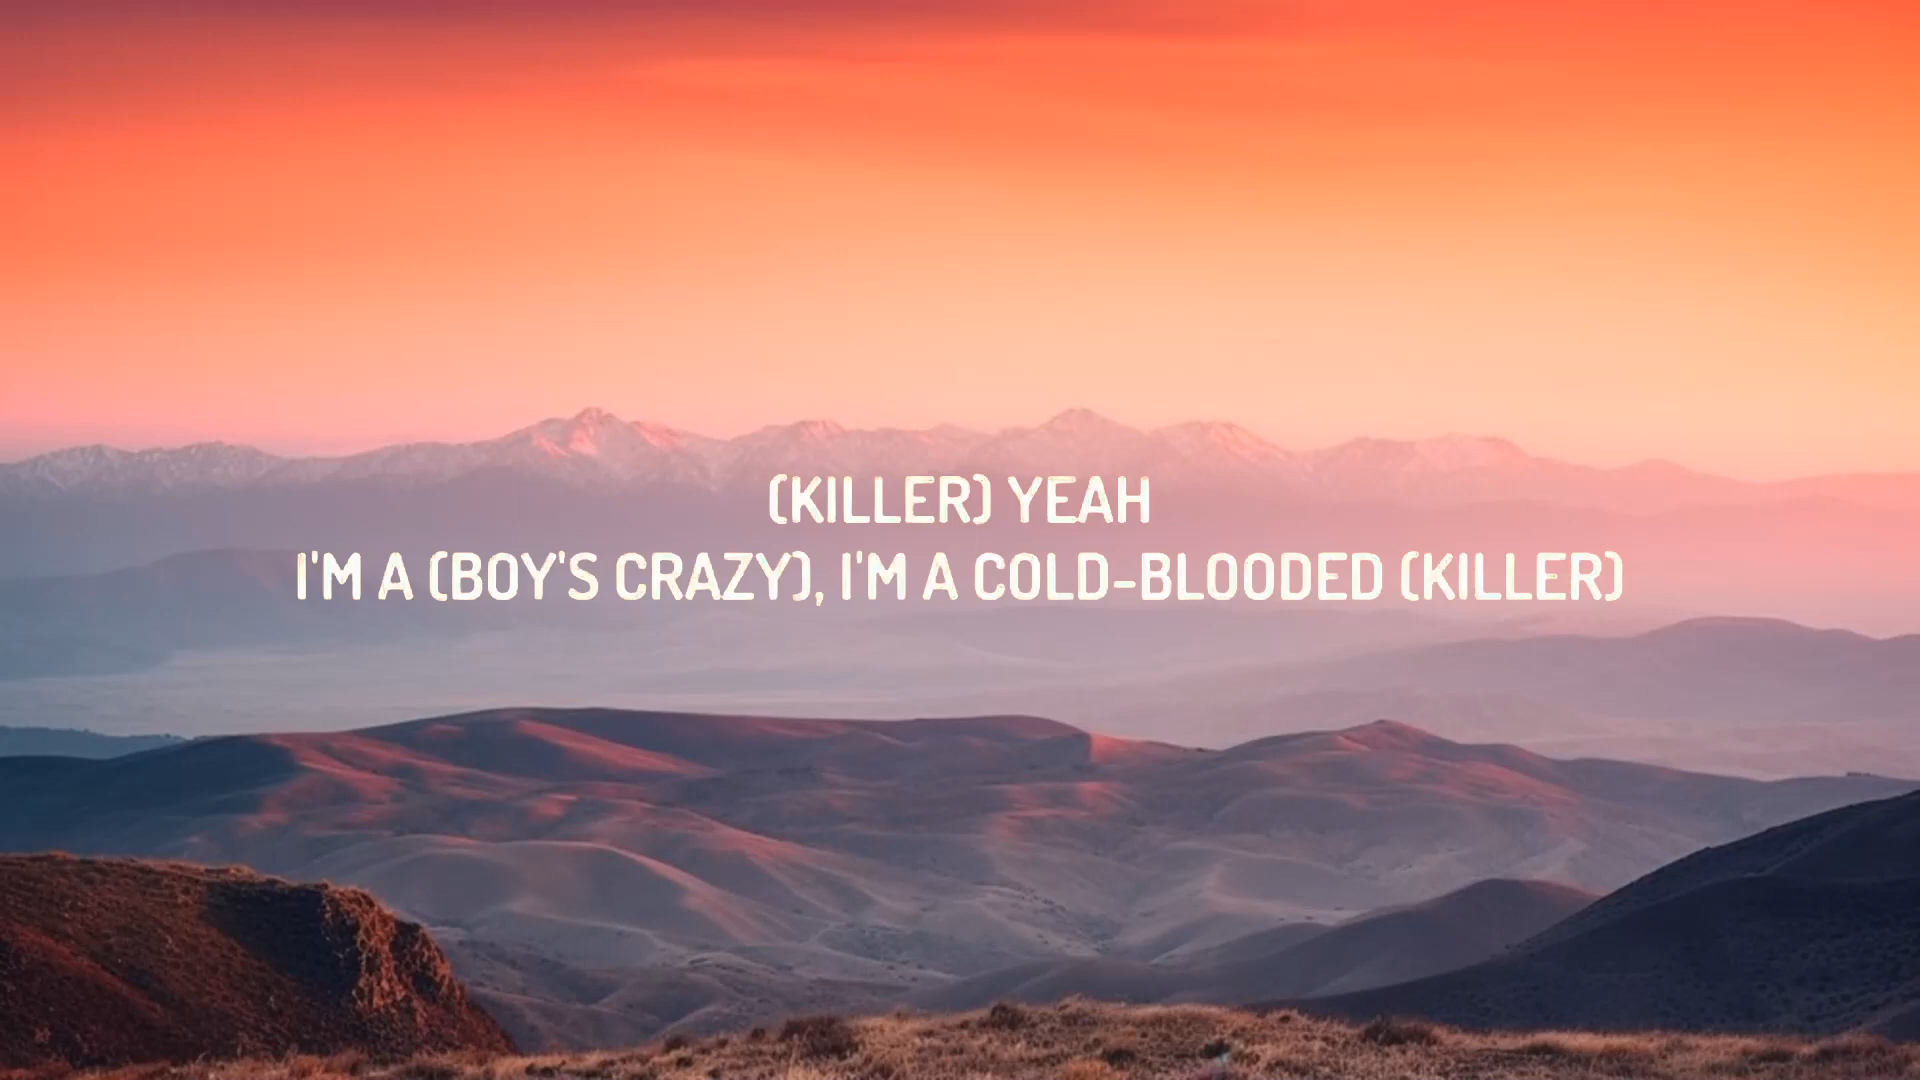 (KILLER) YEAH
I'M A (BOY'S CRAZY), I'M A COLD-BLOODED (KILLER)